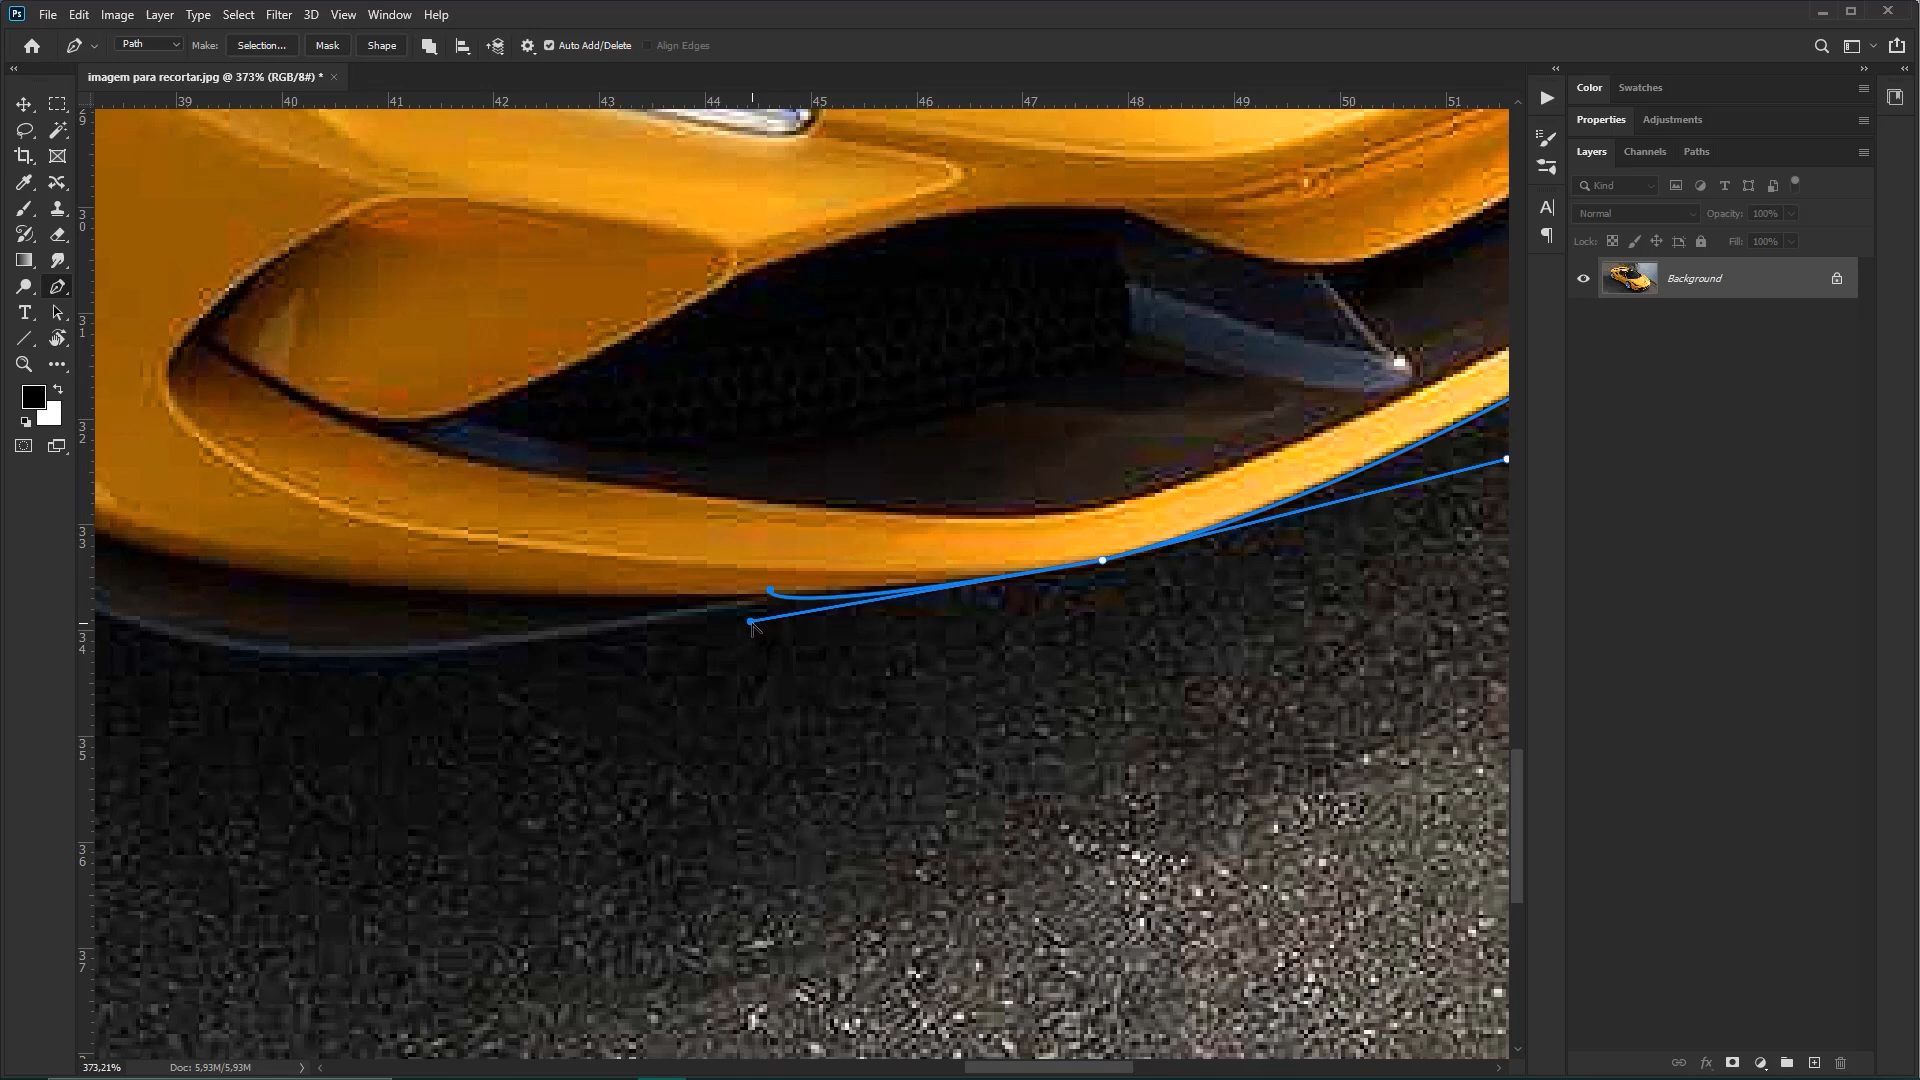 Ps File Edit Image Layer Type Select Filter 3D View Window Help
Path Make: Selection... Mask Shape Auto Add/Delete Align Edges
imagem para recortar.jpg @ 373% (RGB/8#) * ×
39 40 41 42 43 44 45 46 47 48 49 50 51
29
30
31
32
33
34
35
36
37
Color Swatches
Properties Adjustments
Layers Channels Paths
Kind
Normal Opacity: 100%
Lock: Fill: 100%
Background
fx
373,21% Doc: 5,93M/5,93M